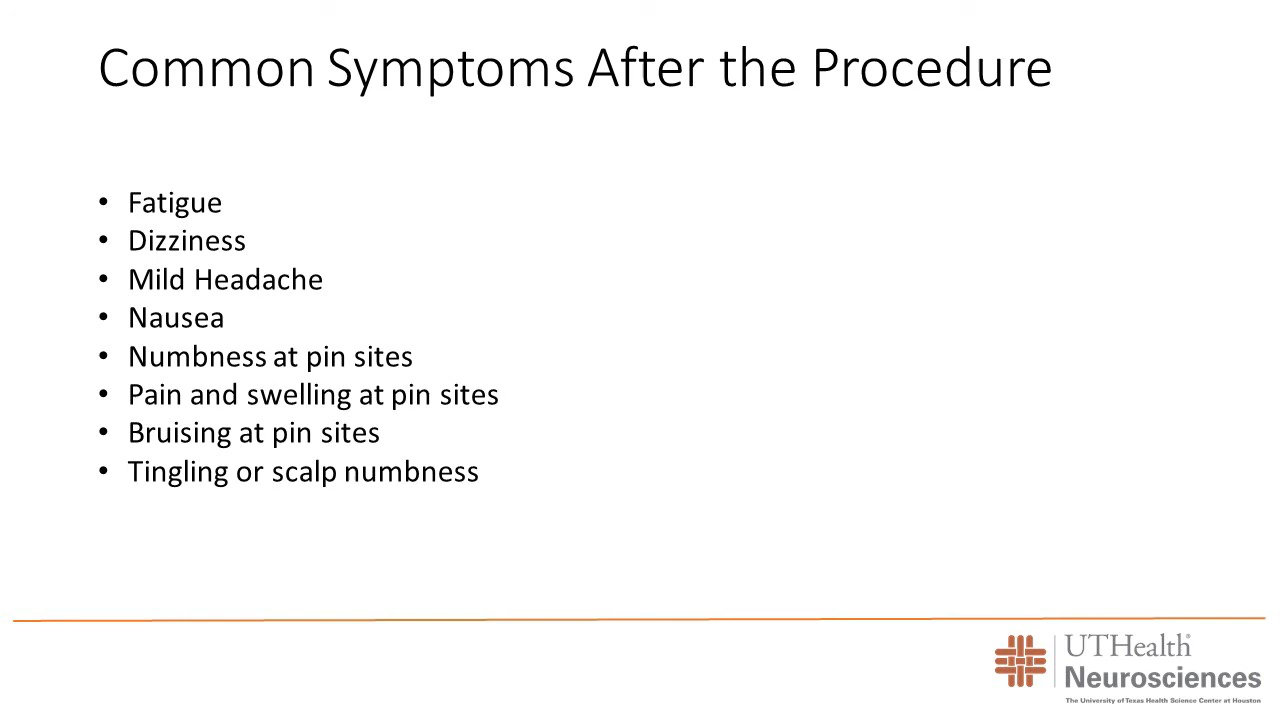 Common Symptoms After the Procedure
• Fatigue
• Dizziness
• Mild Headache
• Nausea
• Numbness at pin sites
• Pain and swelling at pin sites
• Bruising at pin sites
• Tingling or scalp numbness
UTHealth®
Neurosciences
The University of Texas Health Science Center at Houston